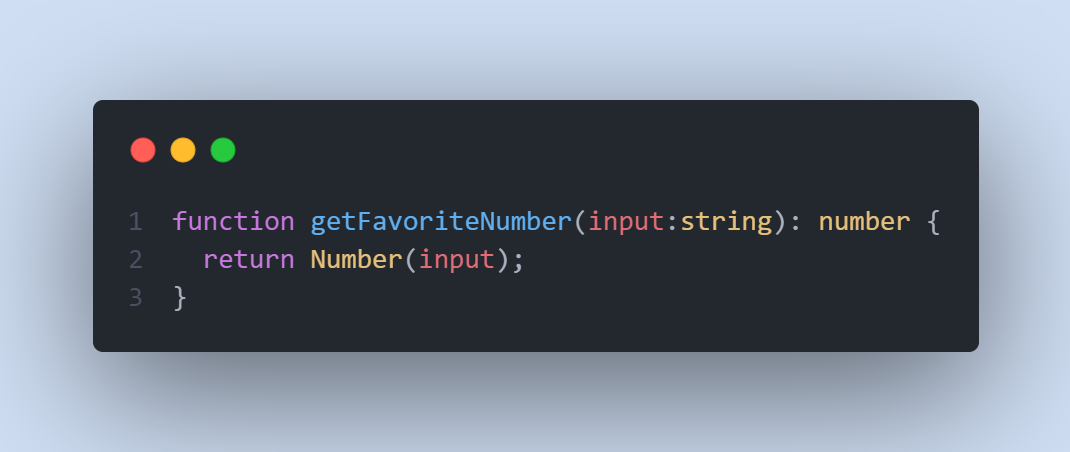 1 function getFavoriteNumber(input:string): number {
2   return Number(input);
3 }